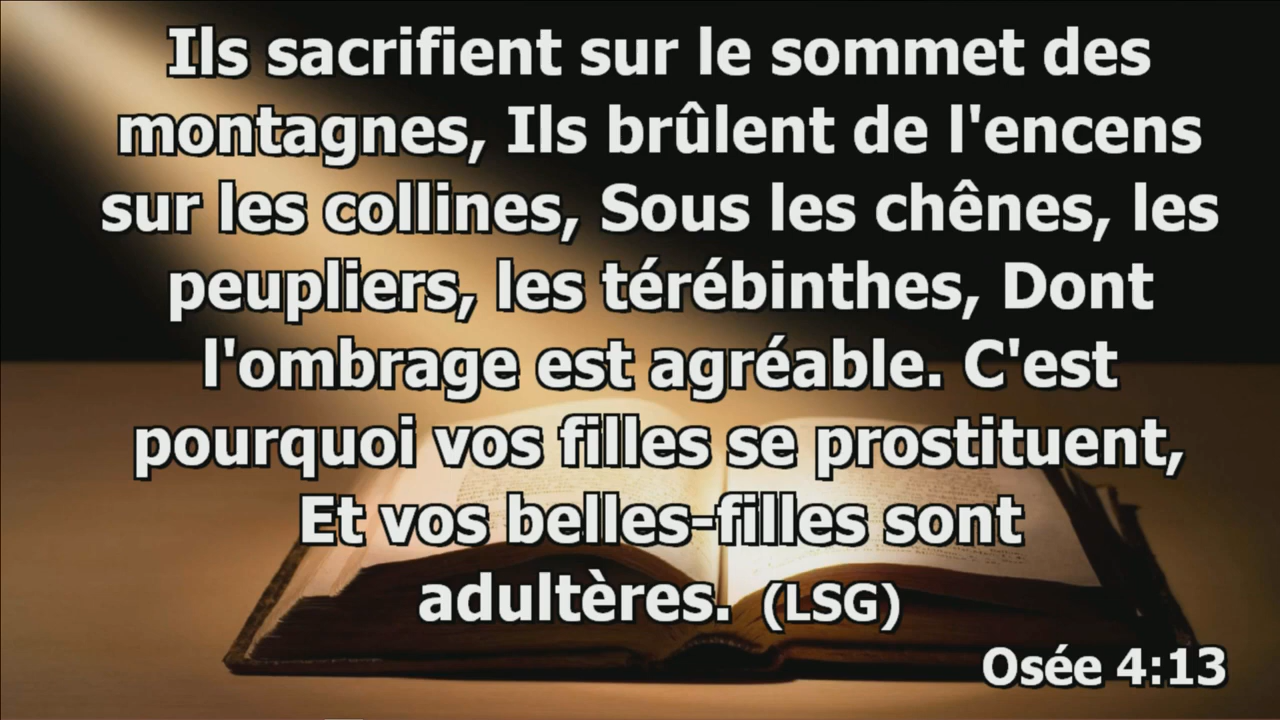 Ils sacrifient sur le sommet des
montagnes, Ils brûlent de l'encens
sur les collines, Sous les chênes, les
peupliers, les térébinthes, Dont
l'ombrage est agréable. C'est
pourquoi vos filles se prostituent,
Et vos belles-filles sont
adultères. (LSG)
Osée 4:13